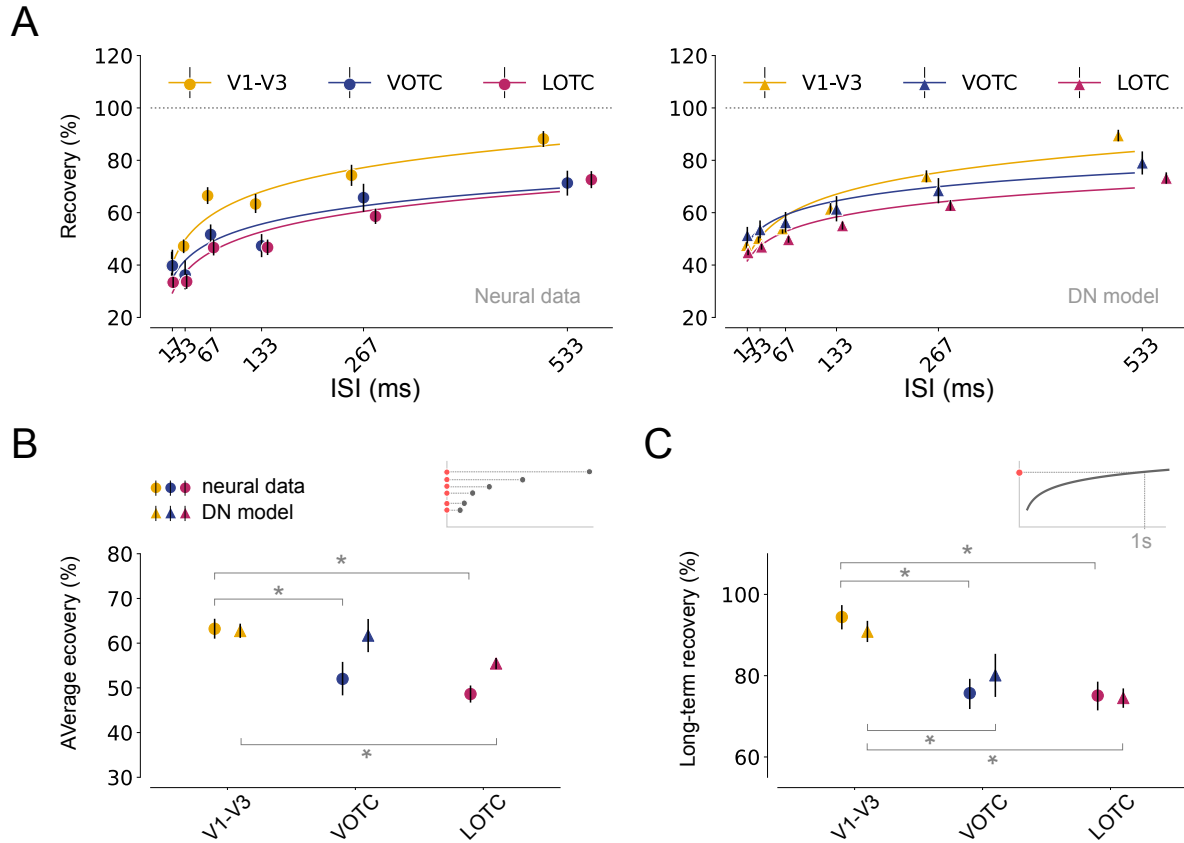 A
120
100
80
60
40
20
Recovery (%)
V1-V3 VOTC LOTC
Neural data
17
33
67
133
267
533
ISI (ms)
120
100
80
60
40
20
V1-V3 VOTC LOTC
DN model
17
33
67
133
267
533
ISI (ms)
B
neural data
DN model
80
70
60
50
40
30
AVerage ecovery (%)
*
*
*
V1-V3
VOTC
LOTC
C
1s
100
80
60
Long-term recovery (%)
*
*
*
*
V1-V3
VOTC
LOTC